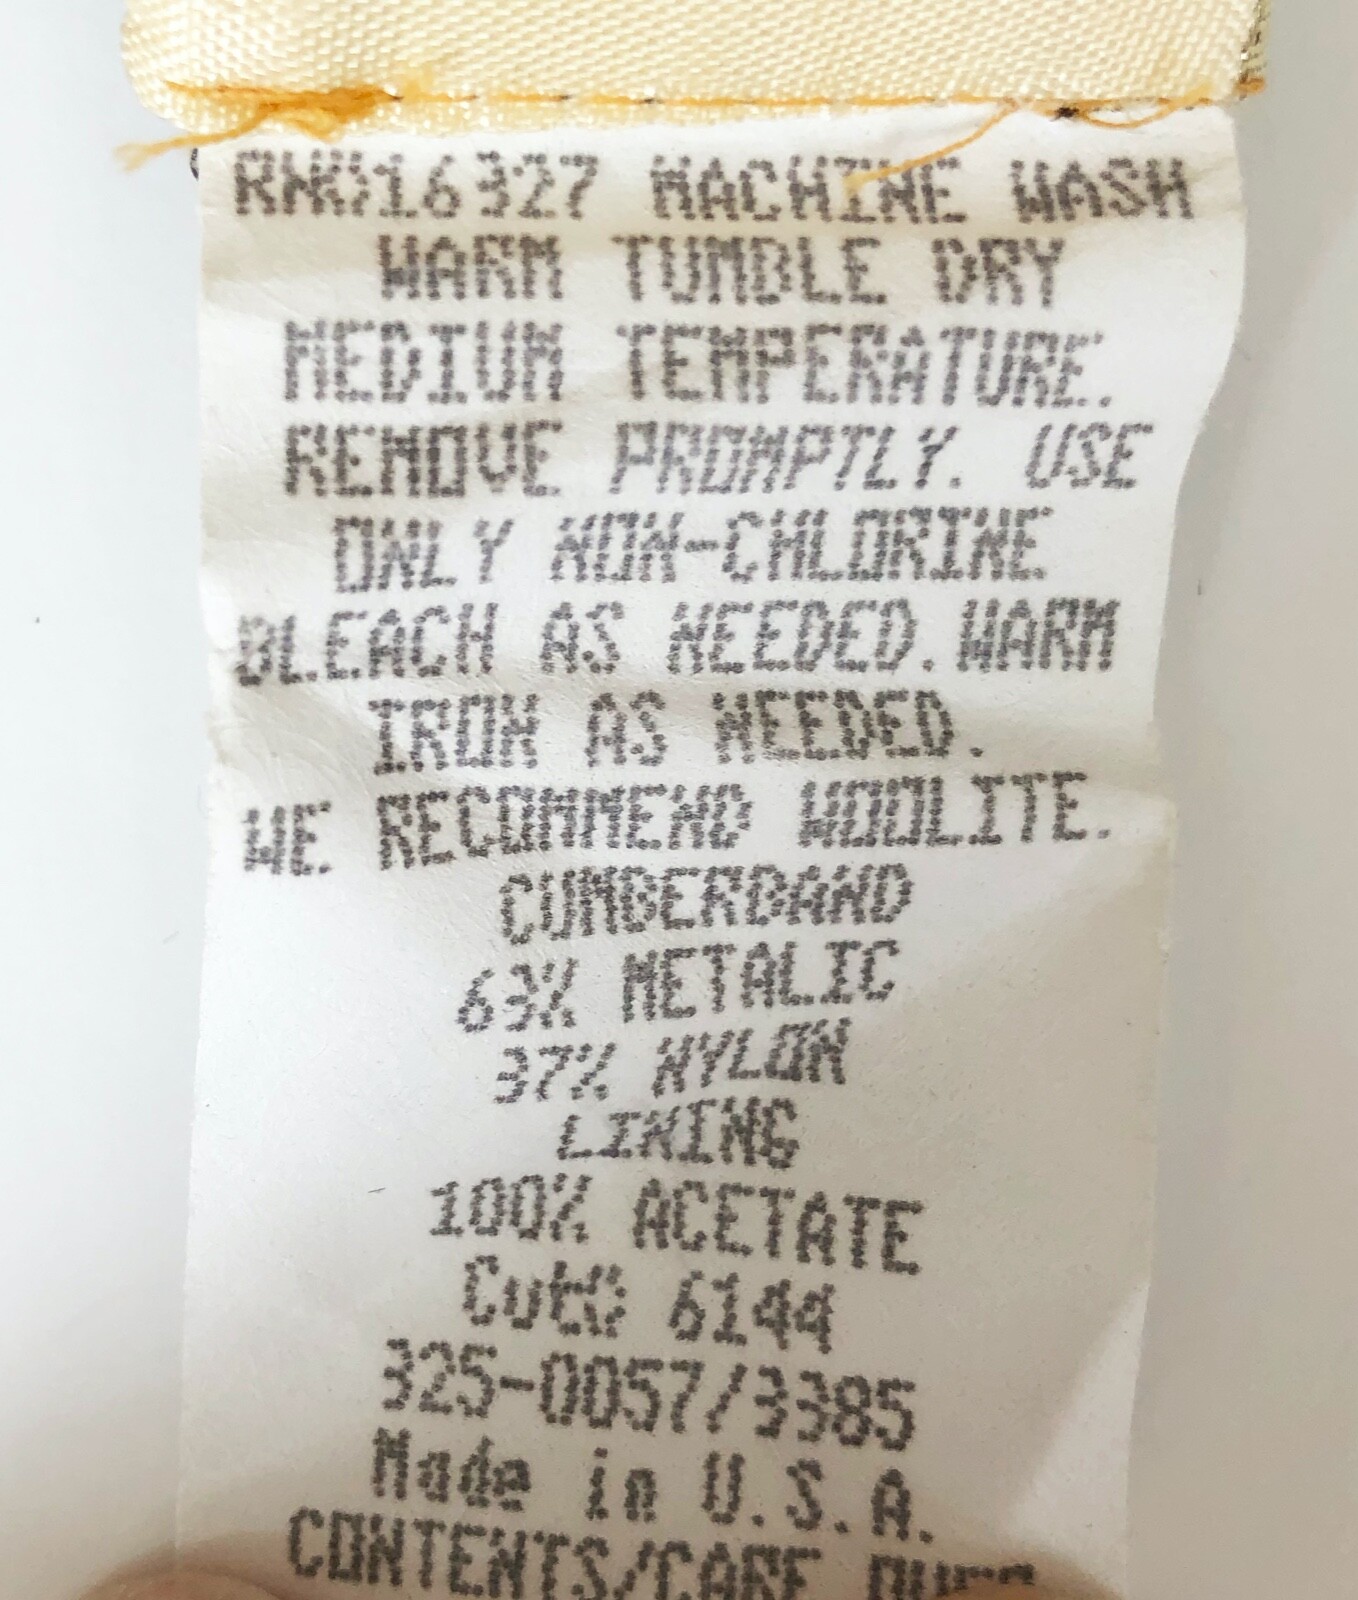 RN#16327 MACHINE WASH
WARM TUMBLE DRY
MEDIUM TEMPERATURE.
REMOVE PROMPTLY. USE
ONLY NON-CHLORINE
BLEACH AS NEEDED.WARM
IRON AS NEEDED.
WE RECOMMEND WOOLITE.
CUMBERBAND
63% METALIC
37% NYLON
LINING
100% ACETATE
Cut# 6144
325-0057/3385
Made in U.S.A.
CONTENTS/CARE